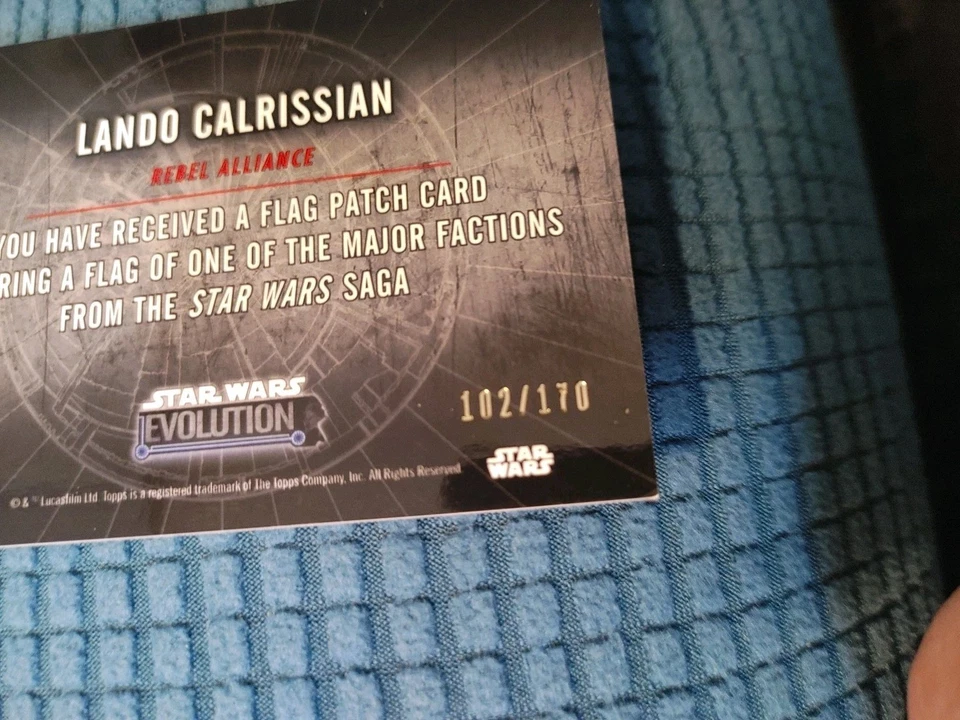 LANDO CALRISSIAN
REBEL ALLIANCE
YOU HAVE RECEIVED A FLAG PATCH CARD
RING A FLAG OF ONE OF THE MAJOR FACTIONS
FROM THE STAR WARS SAGA
STAR WARS
EVOLUTION
102/170
STAR
WARS
© & ™ Lucasfilm Ltd. Topps is a registered trademark of The Topps Company, Inc. All Rights Reserved